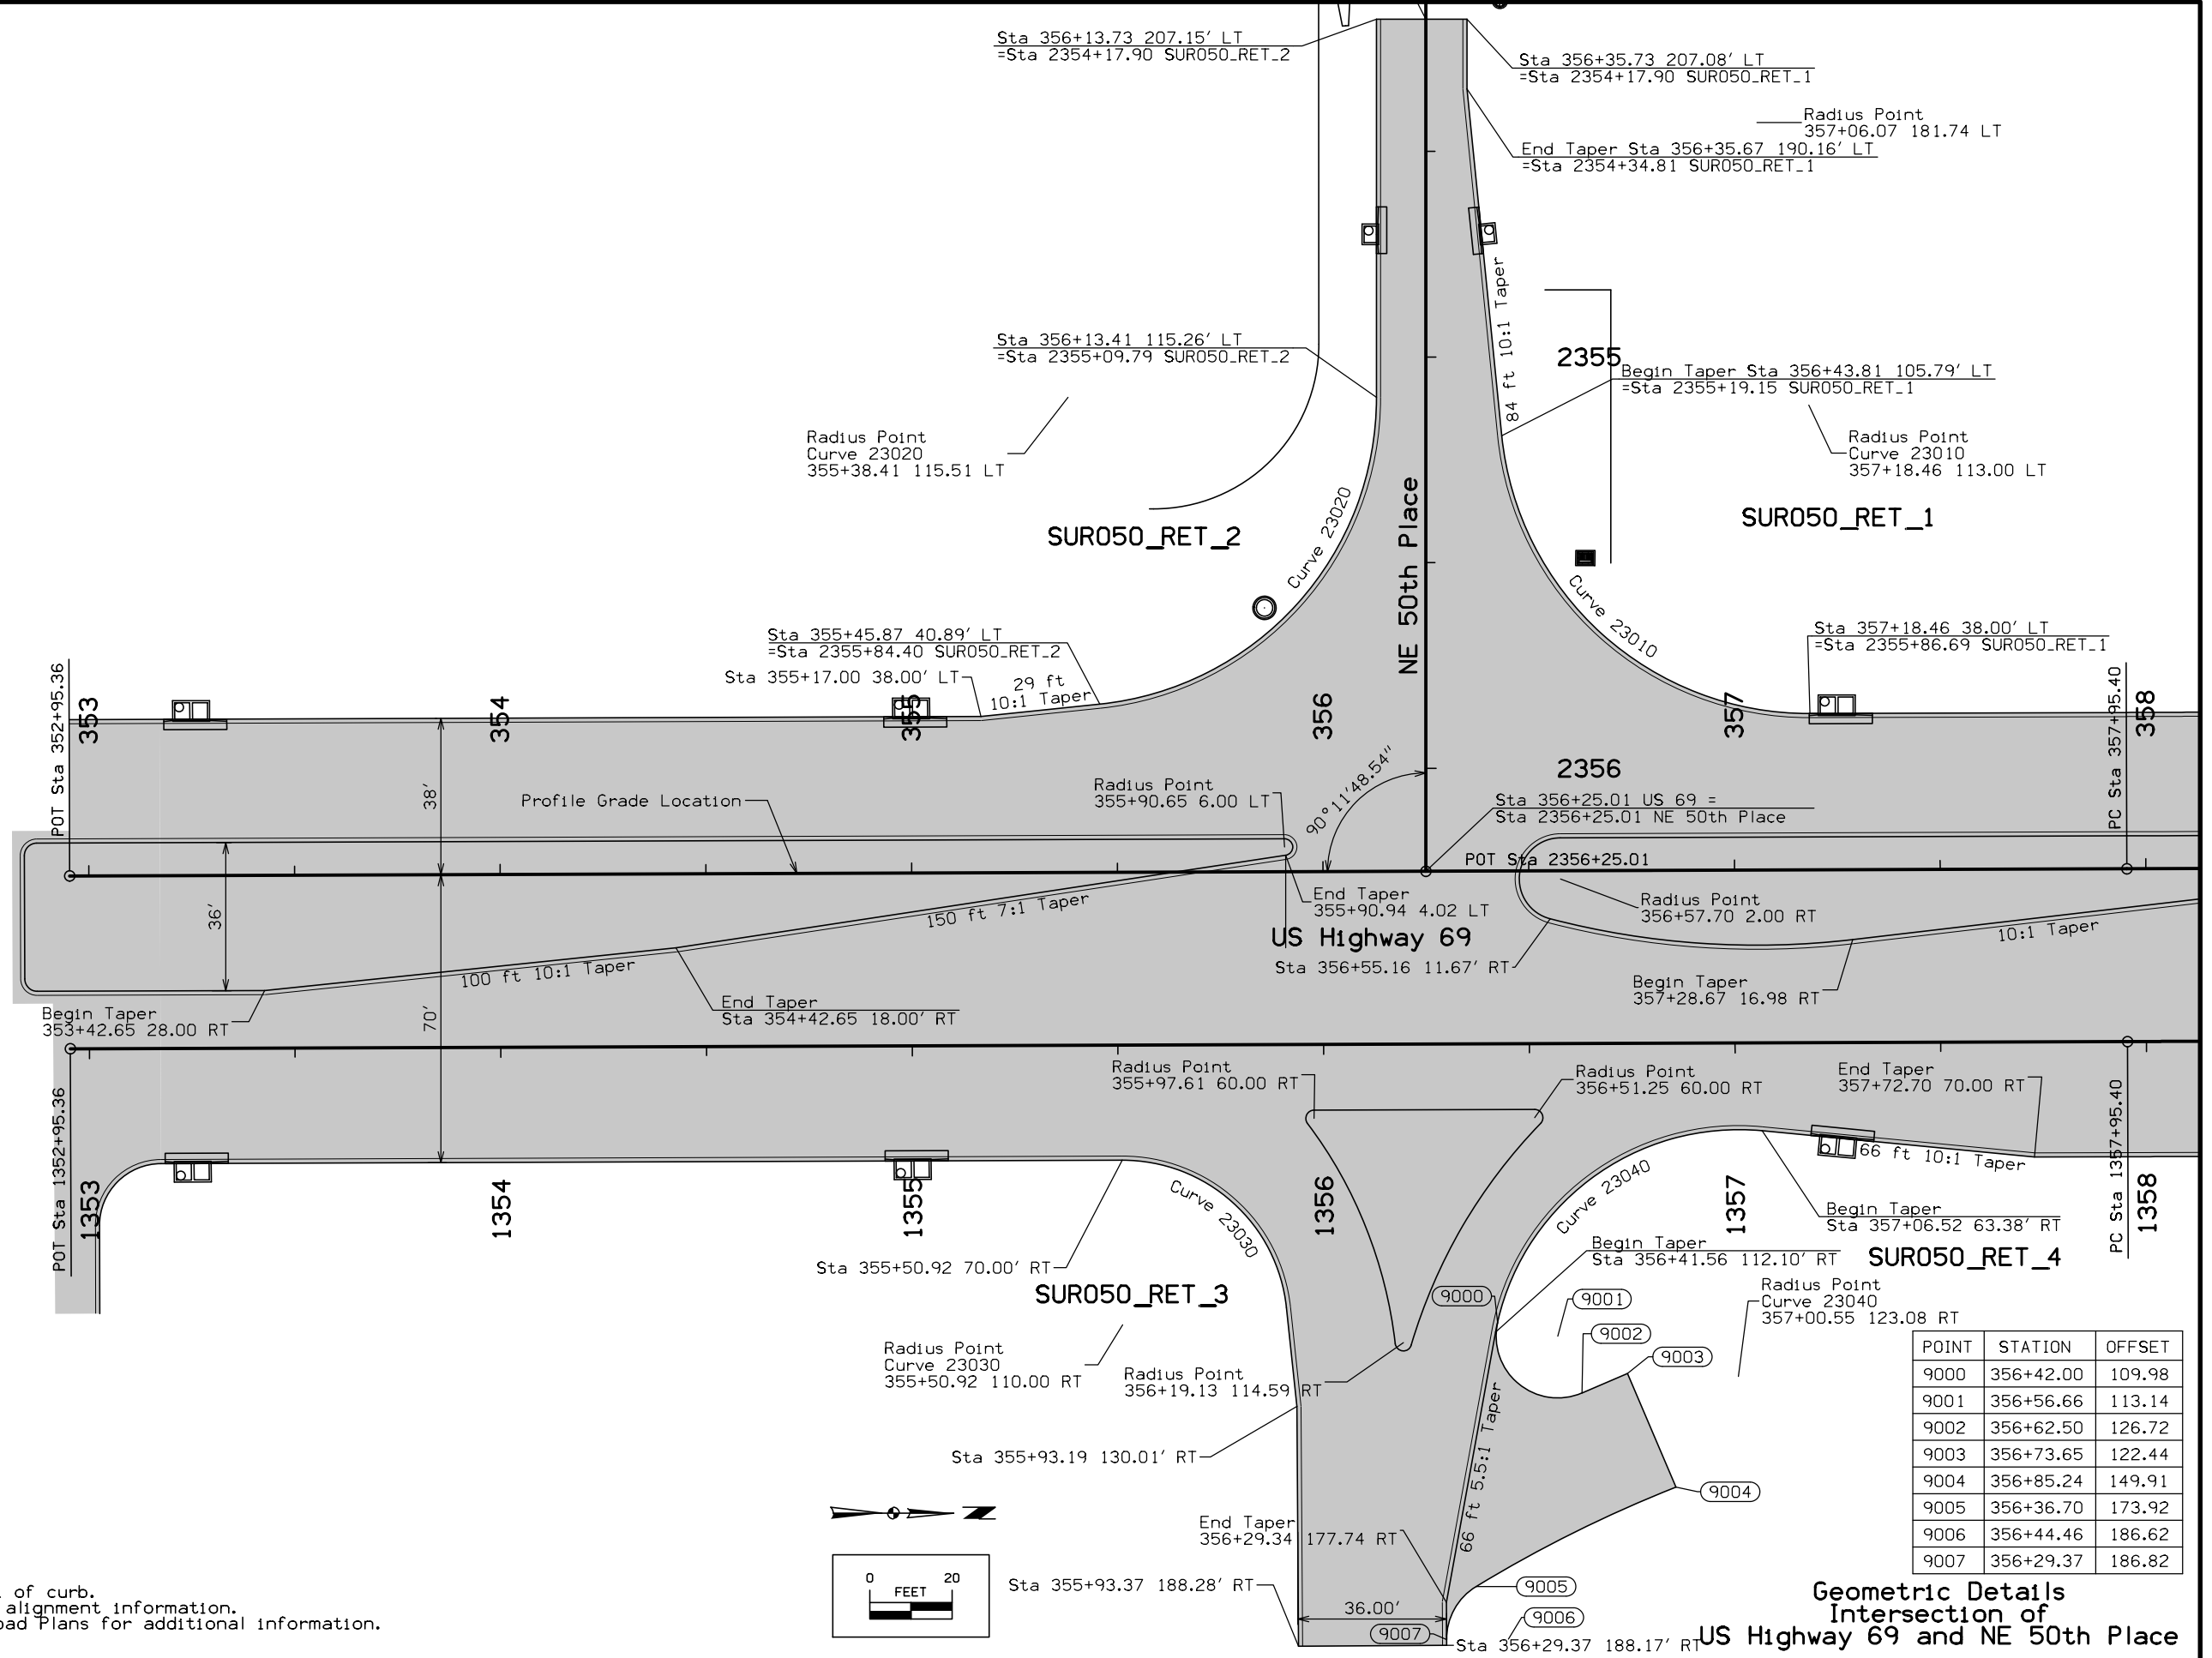 Sta 356+13.73 207.15' LT
=Sta 2354+17.90 SUR050_RET_2
Sta 356+35.73 207.08' LT
=Sta 2354+17.90 SUR050_RET_1
Radius Point
357+06.07 181.74 LT
End Taper Sta 356+35.67 190.16' LT
=Sta 2354+34.81 SUR050_RET_1
84 ft 10:1 Taper
Sta 356+13.41 115.26' LT
=Sta 2355+09.79 SUR050_RET_2
2355
Begin Taper Sta 356+43.81 105.79' LT
=Sta 2355+19.15 SUR050_RET_1
Radius Point
Curve 23020
355+38.41 115.51 LT
Radius Point
Curve 23010
357+18.46 113.00 LT
SUR050_RET_2
Curve 23020
NE 50th Place
SUR050_RET_1
Curve 23010
Sta 355+45.87 40.89' LT
=Sta 2355+84.40 SUR050_RET_2
Sta 355+17.00 38.00' LT
29 ft
10:1 Taper
Sta 357+18.46 38.00' LT
=Sta 2355+86.69 SUR050_RET_1
POT Sta 352+95.36
353
354
355
356
357
358
PC Sta 357+95.40
38'
Profile Grade Location
Radius Point
355+90.65 6.00 LT
90°11'48.54"
2356
Sta 356+25.01 US 69 =
Sta 2356+25.01 NE 50th Place
POT Sta 2356+25.01
36'
150 ft 7:1 Taper
End Taper
355+90.94 4.02 LT
Radius Point
356+57.70 2.00 RT
US Highway 69
10:1 Taper
100 ft 10:1 Taper
Sta 356+55.16 11.67' RT
Begin Taper
357+28.67 16.98 RT
Begin Taper
353+42.65 28.00 RT
End Taper
Sta 354+42.65 18.00' RT
70'
Radius Point
355+97.61 60.00 RT
Radius Point
356+51.25 60.00 RT
End Taper
357+72.70 70.00 RT
POT Sta 1352+95.36
1353
1354
1355
1356
1357
1358
PC Sta 1357+95.40
66 ft 10:1 Taper
Curve 23030
Curve 23040
Begin Taper
Sta 357+06.52 63.38' RT
Begin Taper
Sta 356+41.56 112.10' RT
SUR050_RET_4
Sta 355+50.92 70.00' RT
SUR050_RET_3
9000
9001
9002
9003
Radius Point
Curve 23040
357+00.55 123.08 RT
Radius Point
Curve 23030
355+50.92 110.00 RT
Radius Point
356+19.13 114.59 RT
POINT STATION OFFSET
9000 356+42.00 109.98
9001 356+56.66 113.14
9002 356+62.50 126.72
9003 356+73.65 122.44
9004 356+85.24 149.91
9005 356+36.70 173.92
9006 356+44.46 186.62
9007 356+29.37 186.82
Sta 355+93.19 130.01' RT
66 ft 5.5:1 Taper
9004
End Taper
356+29.34 177.74 RT
0 20
FEET
Sta 355+93.37 188.28' RT
36.00'
9005
9006
9007
Sta 356+29.37 188.17' RT
of curb.
alignment information.
oad Plans for additional information.
Geometric Details
Intersection of
US Highway 69 and NE 50th Place